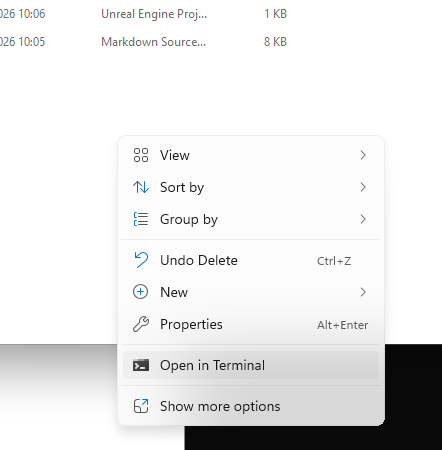 026 10:06 Unreal Engine Proj... 1 KB
026 10:05 Markdown Source... 8 KB
View
Sort by
Group by
Undo Delete Ctrl+Z
New
Properties Alt+Enter
Open in Terminal
Show more options